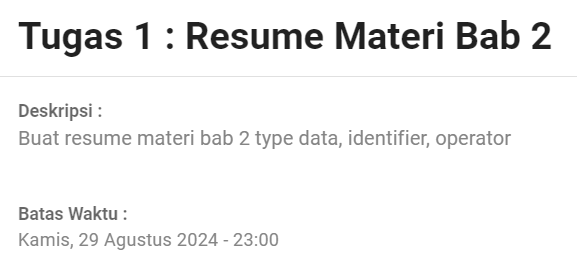 Tugas 1 : Resume Materi Bab 2
Deskripsi :
Buat resume materi bab 2 type data, identifier, operator
Batas Waktu :
Kamis, 29 Agustus 2024 - 23:00